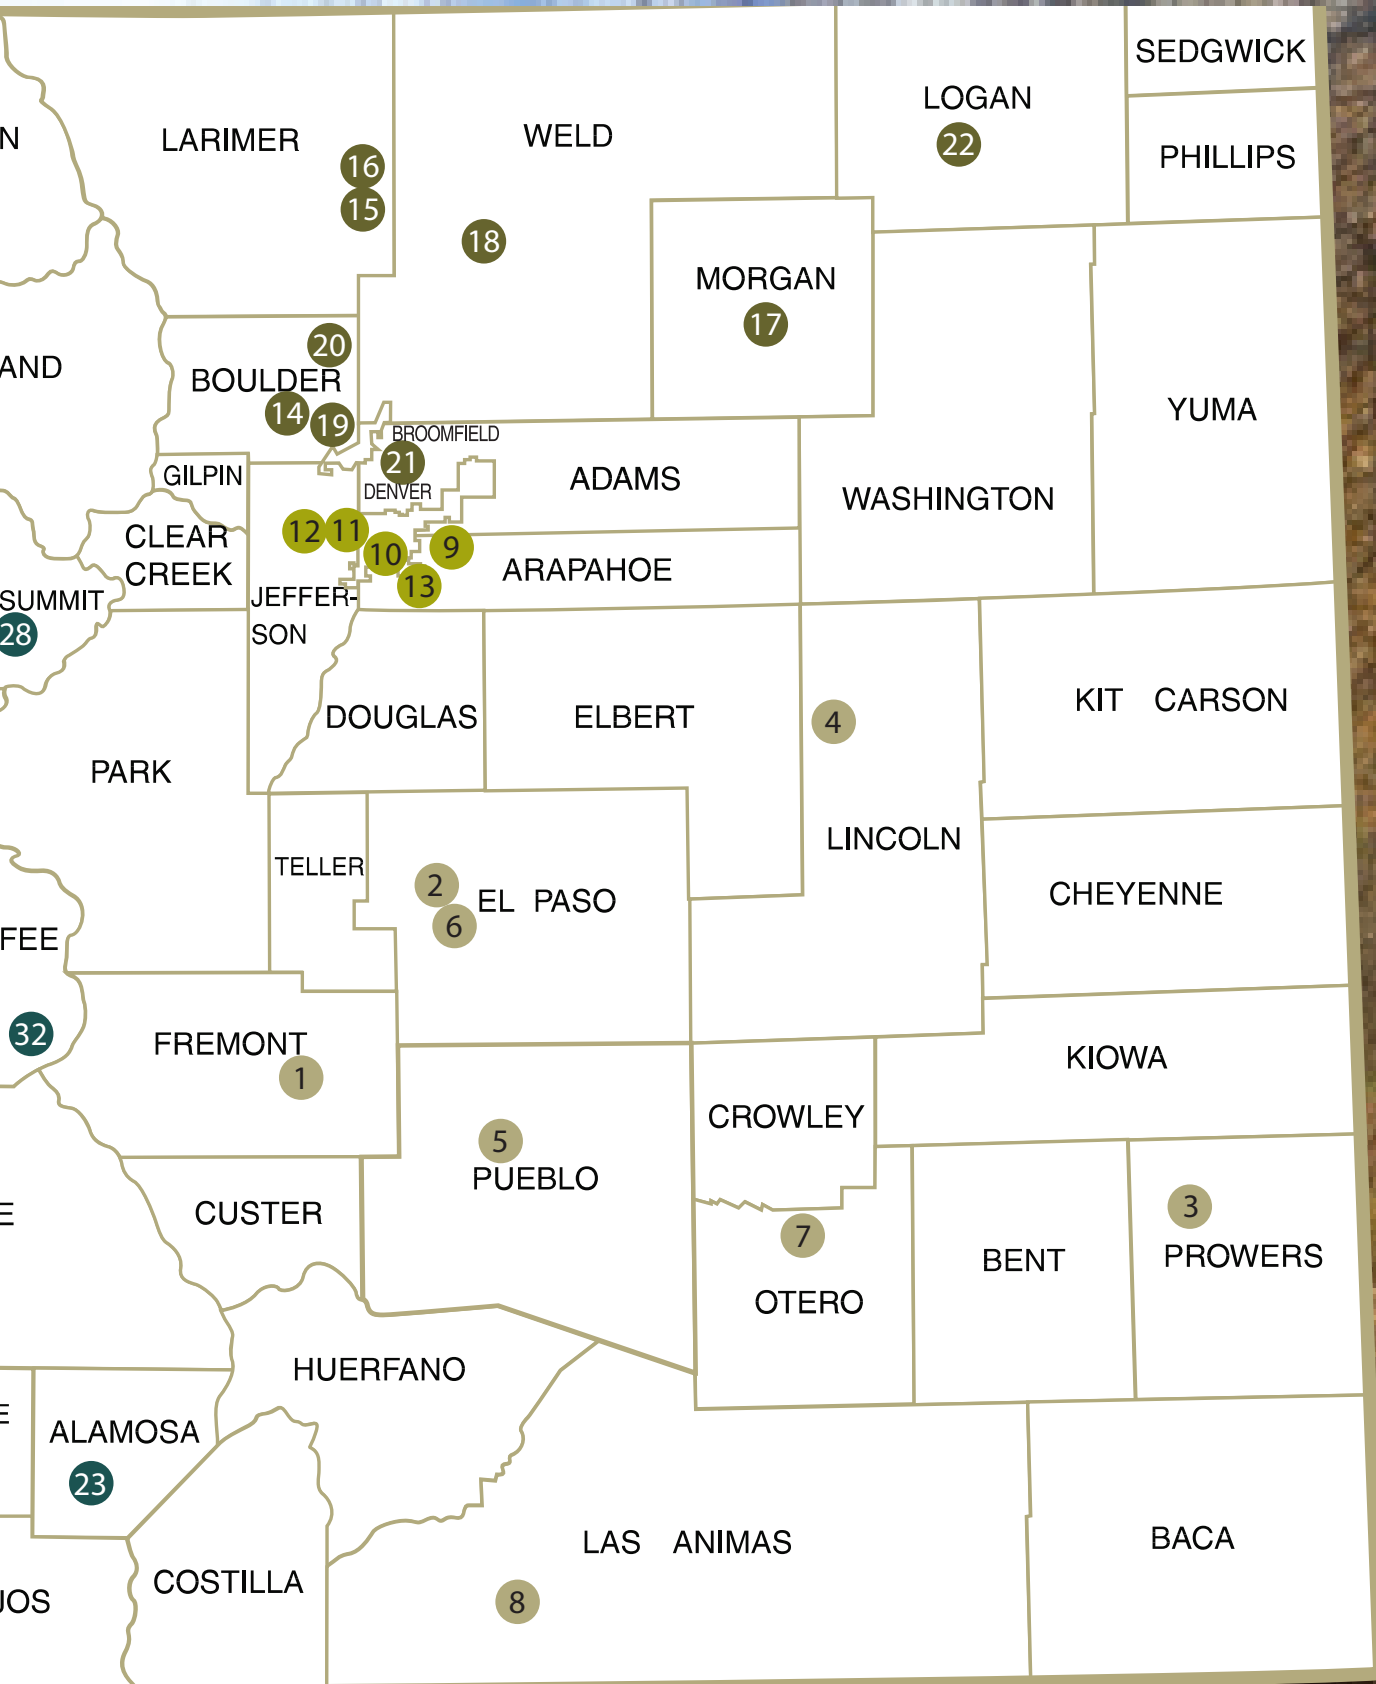 SEDGWICK
LOGAN
22
PHILLIPS
N
LARIMER
16
15
WELD
18
MORGAN
17
20
AND
BOULDER
14
19
YUMA
BROOMFIELD
21
DENVER
GILPIN
ADAMS
WASHINGTON
12
11
10
9
13
CLEAR
CREEK
ARAPAHOE
SUMMIT
28
JEFFER-
SON
DOUGLAS
ELBERT
4
KIT CARSON
PARK
LINCOLN
TELLER
2
6
EL PASO
CHEYENNE
FEE
32
FREMONT
1
KIOWA
CROWLEY
5
PUEBLO
E
CUSTER
7
OTERO
BENT
3
PROWERS
HUERFANO
E
ALAMOSA
23
LAS ANIMAS
BACA
JOS
COSTILLA
8